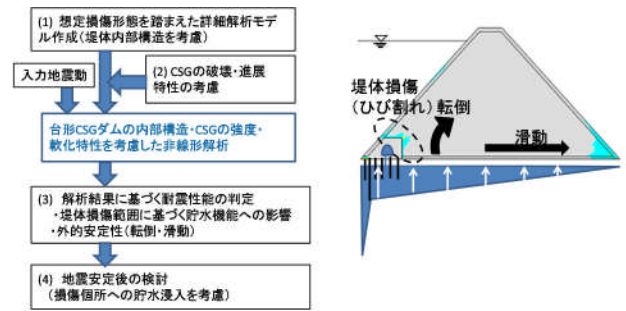 (1) 想定損傷形態を踏まえた詳細解析モ
デル作成(堤体内部構造を考慮)
入力地震動
(2) CSGの破壊・進展
特性の考慮
台形CSGダムの内部構造・CSGの強度・
軟化特性を考慮した非線形解析
(3) 解析結果に基づく耐震性能の判定
・堤体損傷範囲に基づく貯水機能への影響
・外的安定性(転倒・滑動)
(4) 地震安定後の検討
(損傷個所への貯水浸入を考慮)
堤体損傷
(ひび割れ)
転倒
滑動